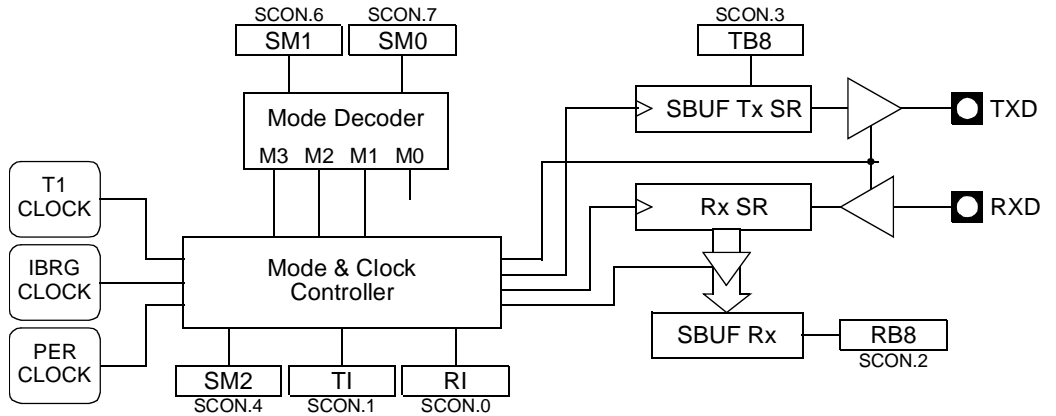 SCON.6 SCON.7
SM1 SM0
SCON.3
TB8
Mode Decoder
M3 M2 M1 M0
SBUF Tx SR
TXD
T1
CLOCK
Rx SR
RXD
IBRG
CLOCK
Mode & Clock
Controller
PER
CLOCK
SBUF Rx
RB8
SCON.2
SM2 TI RI
SCON.4 SCON.1 SCON.0